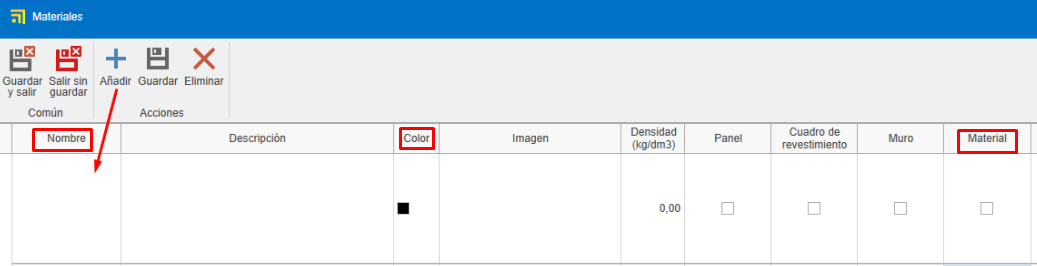 Materiales
Guardar y salir
Salir sin guardar
Añadir
Guardar
Eliminar
Común
Acciones
Nombre
Descripción
Color
Imagen
Densidad (kg/dm3)
Panel
Cuadro de revestimiento
Muro
Material
0,00